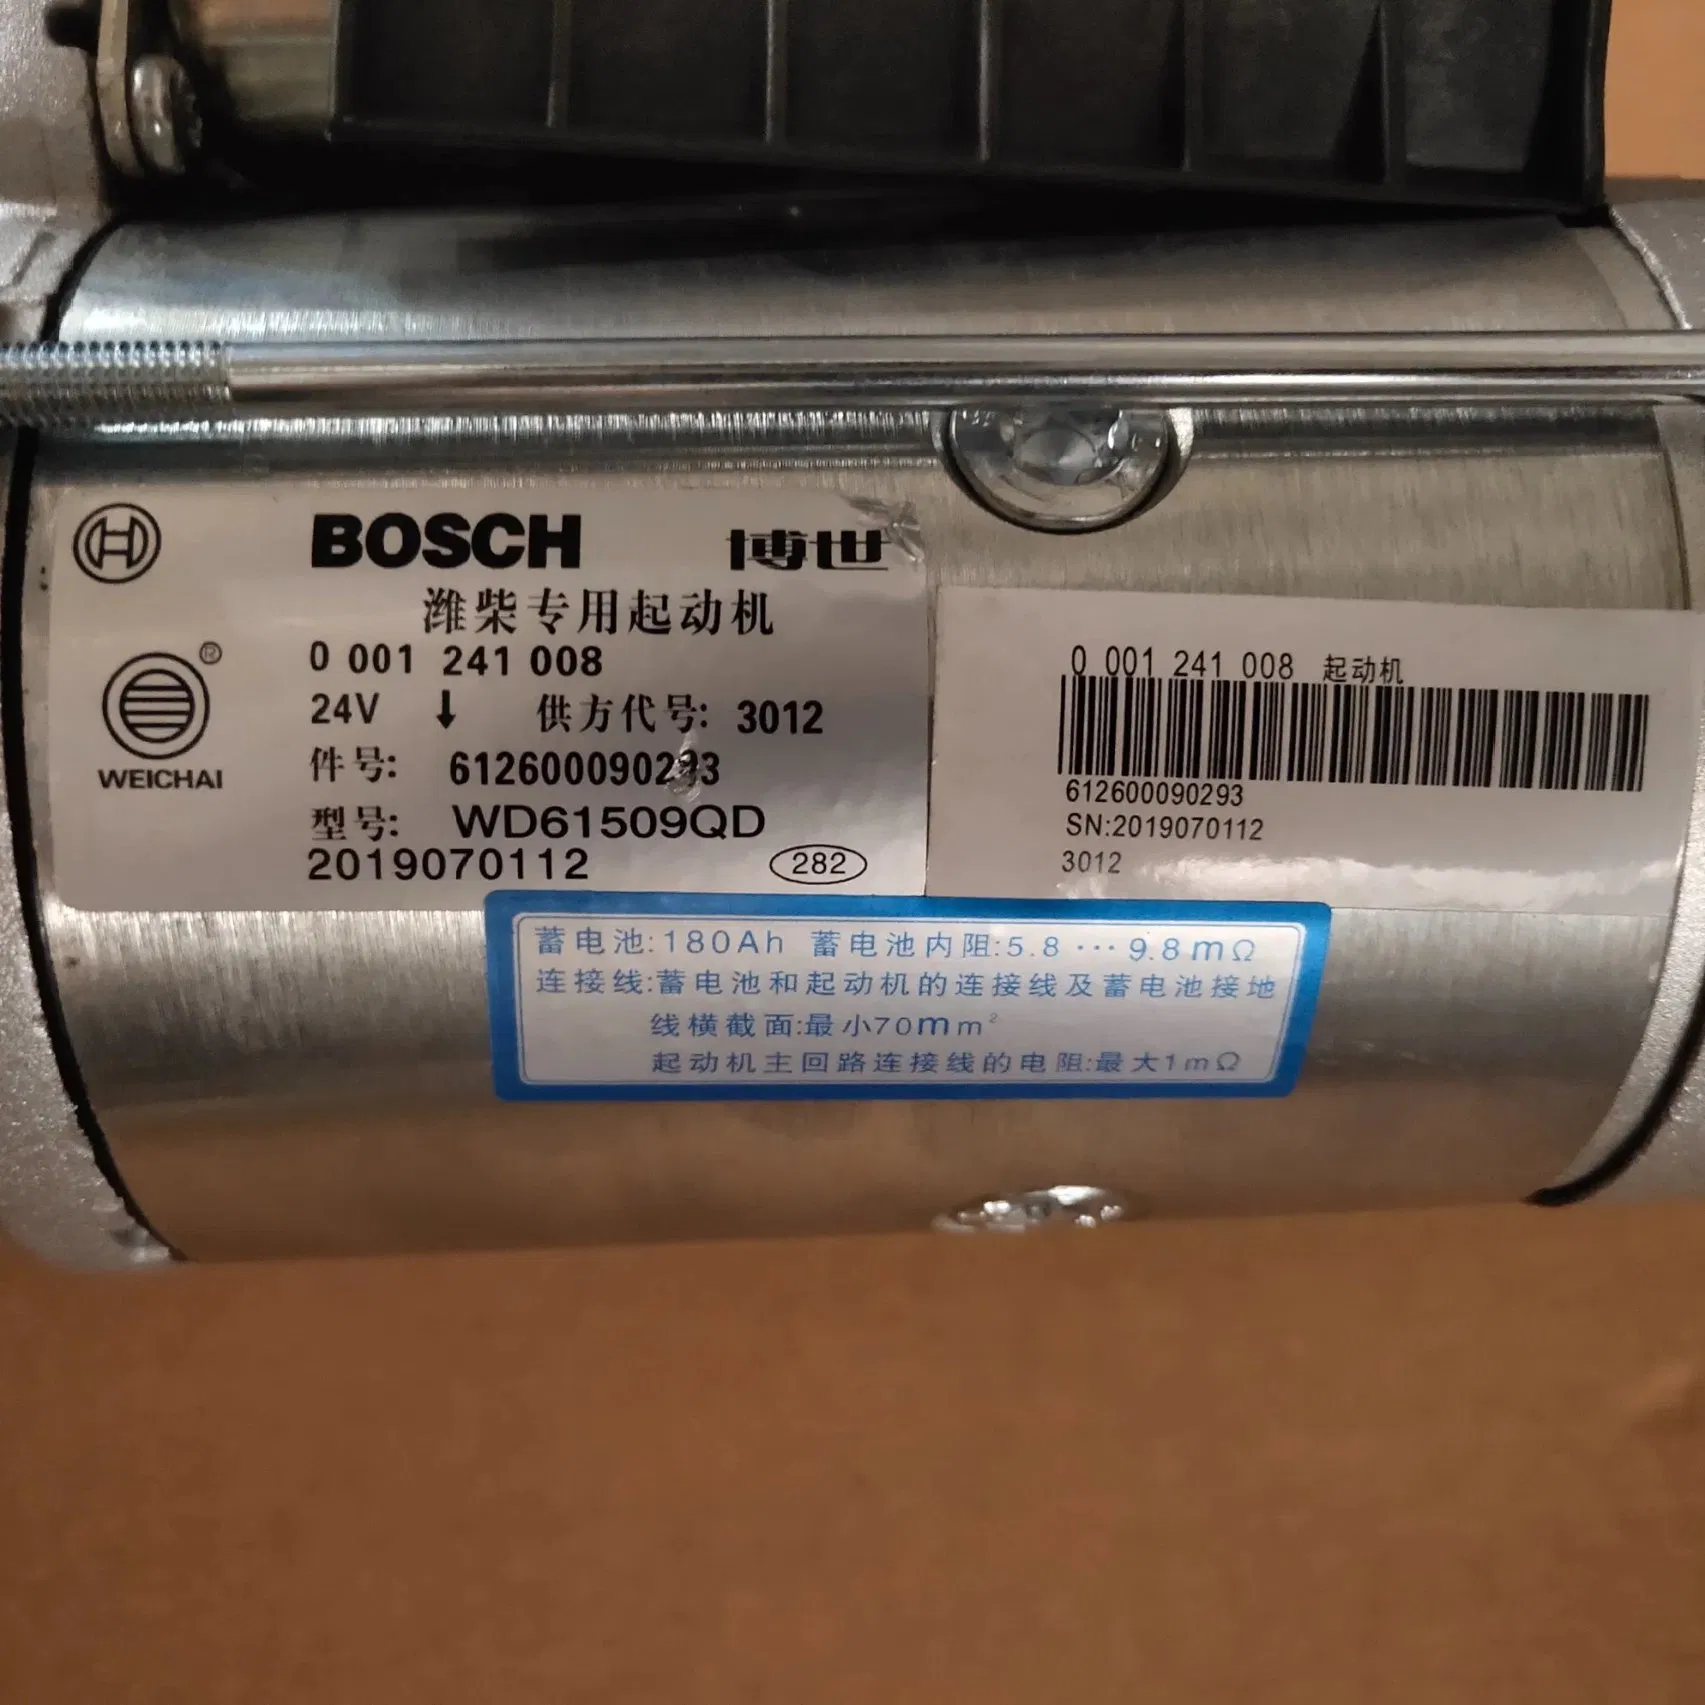 BOSCH 博世
潍柴专用起动机
0 001 241 008
24V ↓ 供方代号: 3012
件号: 612600090293
型号: WD61509QD
2019070112 282
®
WEICHAI
0 001 241 008 起动机
612600090293
SN:2019070112
3012
蓄电池:180Ah 蓄电池内阻:5.8···9.8mΩ
连接线:蓄电池和起动机的连接线及蓄电池接地
线横截面:最小70mm²
起动机主回路连接线的电阻:最大1mΩ